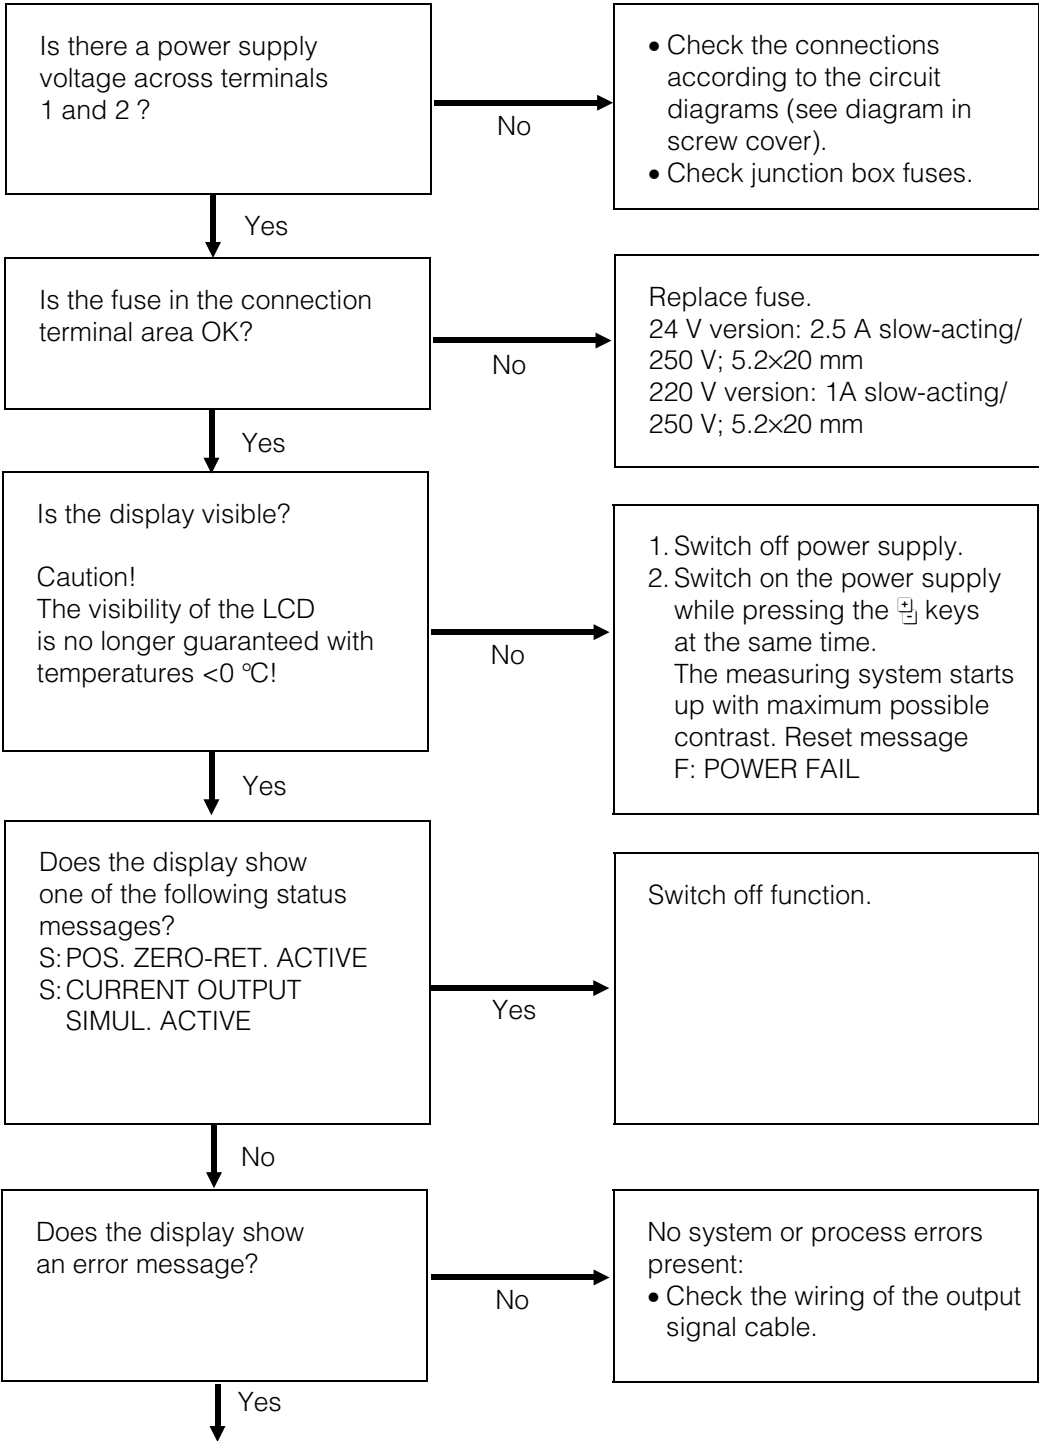 Is there a power supply
voltage across terminals
1 and 2 ?
No
• Check the connections
according to the circuit
diagrams (see diagram in
screw cover).
• Check junction box fuses.
Yes
Is the fuse in the connection
terminal area OK?
No
Replace fuse.
24 V version: 2.5 A slow-acting/
250 V; 5.2×20 mm
220 V version: 1A slow-acting/
250 V; 5.2×20 mm
Yes
Is the display visible?
Caution!
The visibility of the LCD
is no longer guaranteed with
temperatures <0 °C!
No
1. Switch off power supply.
2. Switch on the power supply
while pressing the + - keys
at the same time.
The measuring system starts
up with maximum possible
contrast. Reset message
F: POWER FAIL
Yes
Does the display show
one of the following status
messages?
S: POS. ZERO-RET. ACTIVE
S: CURRENT OUTPUT
SIMUL. ACTIVE
Yes
Switch off function.
No
Does the display show
an error message?
No
No system or process errors
present:
• Check the wiring of the output
signal cable.
Yes